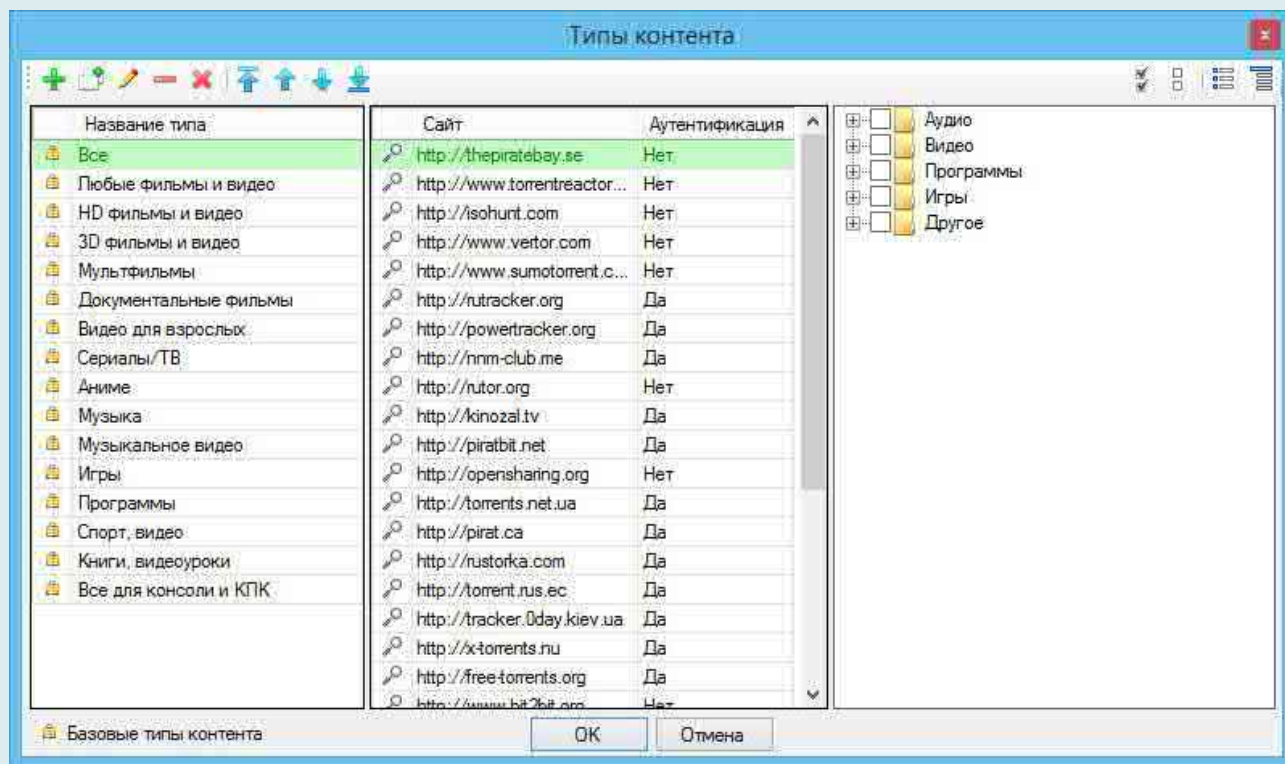 Типы контента
Название типа
Все
Любые фильмы и видео
HD фильмы и видео
3D фильмы и видео
Мультфильмы
Документальные фильмы
Видео для взрослых
Сериалы/ТВ
Аниме
Музыка
Музыкальное видео
Игры
Программы
Спорт, видео
Книги, видеоуроки
Все для консоли и КПК
Сайт Аутентификация
http://thepiratebay.se Нет
http://www.torrentreactor... Нет
http://isohunt.com Нет
http://www.vertor.com Нет
http://www.sumotorrent.c... Нет
http://rutracker.org Да
http://powertracker.org Да
http://nnm-club.me Да
http://rutor.org Нет
http://kinozal.tv Да
http://piratbit.net Да
http://opensharing.org Нет
http://torrents.net.ua Да
http://pirat.ca Да
http://rustorka.com Да
http://torrent.rus.ec Да
http://tracker.0day.kiev.ua Да
http://x-torrents.nu Да
http://free-torrents.org Да
http://www.bit2bit.org Нет
Аудио
Видео
Программы
Игры
Другое
Базовые типы контента
OK
Отмена